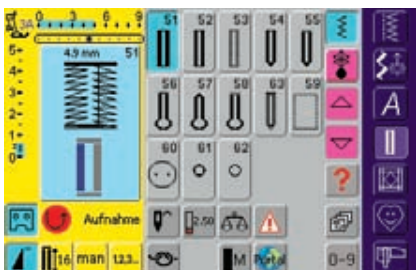 3A 0 3 6 9
5+
4-
3-
2-
1-
0
4.9 mm 51
51 52 53 54 55
56 57 58 63 59
60 61 62
A
?
Aufnahme
2.50
16 man 1,2,3...
M Portal 0-9